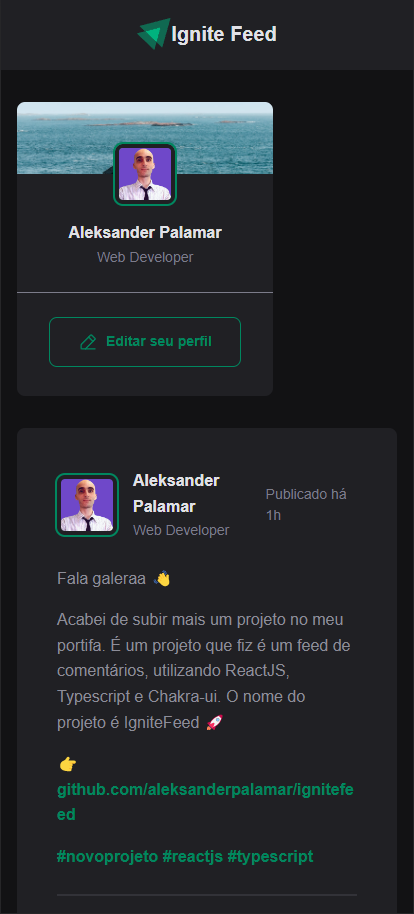 Ignite Feed
Aleksander Palamar
Web Developer
Editar seu perfil
Aleksander
Palamar
Web Developer
Publicado há
1h
Fala galeraa 👋
Acabei de subir mais um projeto no meu
portifa. É um projeto que fiz é um feed de
comentários, utilizando ReactJS,
Typescript e Chakra-ui. O nome do
projeto é IgniteFeed 🚀
👉
github.com/aleksanderpalamar/ignitefe
ed
#novoprojeto #reactjs #typescript